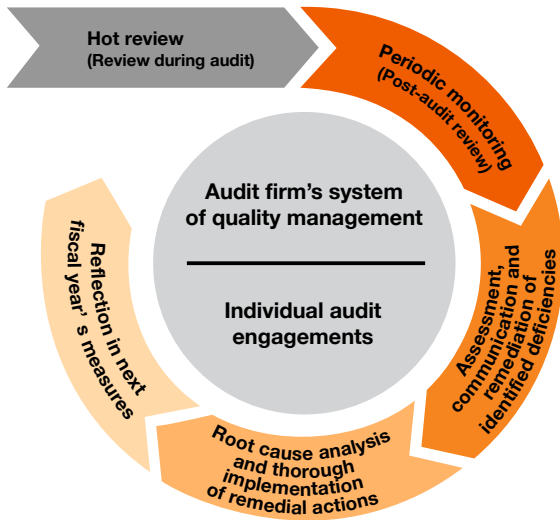 Hot review
(Review during audit)
Periodic monitoring
(Post-audit review)
Assessment,
communication and
remediation of
identified deficiencies
Root cause analysis
and thorough
implementation
of remedial actions
Reflection in next
fiscal year’ s measures
Audit firm’s system
of quality management
Individual audit
engagements